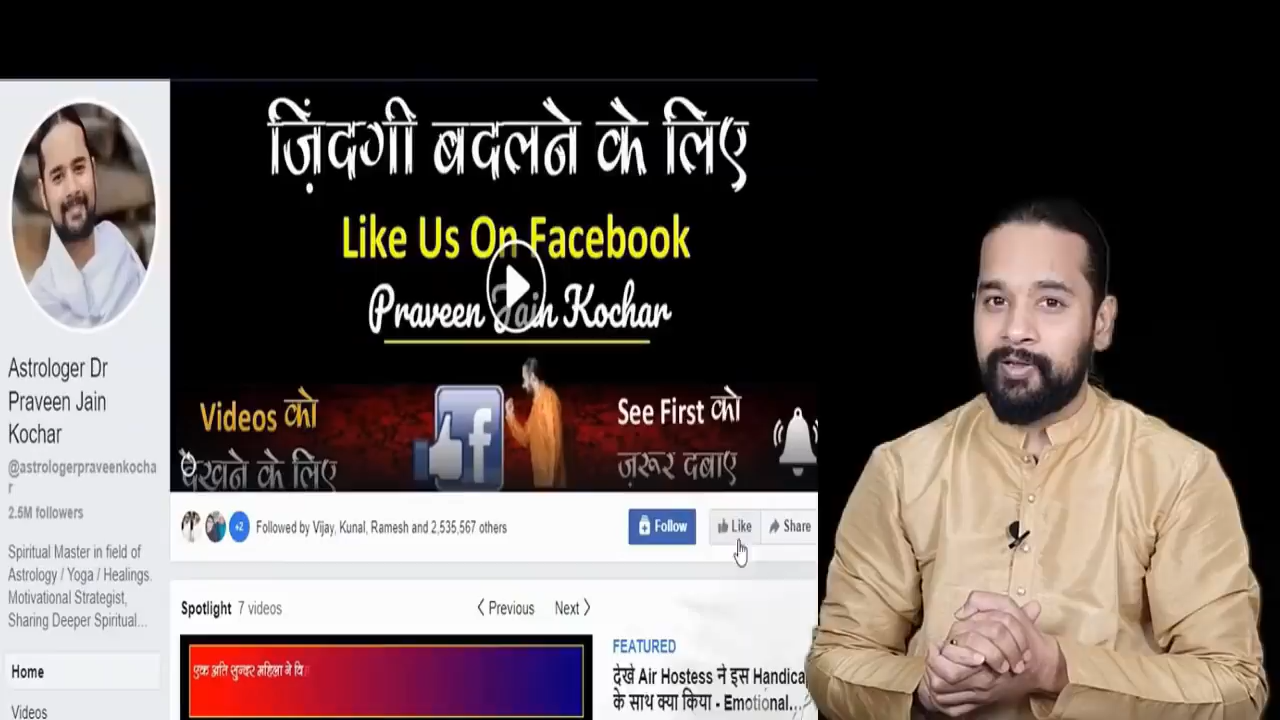 ज़िंदगी बदलने के लिए
Like Us On Facebook
Praveen Jain Kochar
Videos को
देखने के लिए
See First को
ज़रूर दबाए
Astrologer Dr
Praveen Jain
Kochar
@astrologerpraveenkocha
r
2.5M followers
Spiritual Master in field of
Astrology / Yoga / Healings.
Motivational Strategist,
Sharing Deeper Spiritual...
Home
Videos
+2
Followed by Vijay, Kunal, Ramesh and 2,535,567 others
Follow
Like
Share
Spotlight 7 videos
Previous
Next
एक अति सुन्दर महिला ने वि
FEATURED
देखे Air Hostess ने इस Handica
के साथ क्या किया - Emotional...